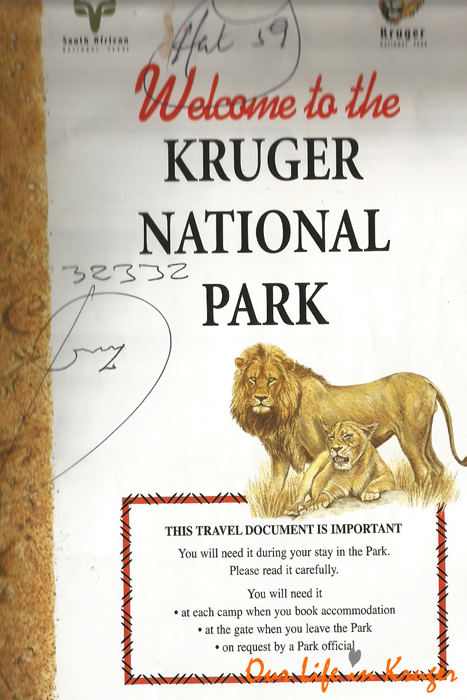 South African
NATIONAL PARKS
Kruger
NATIONAL PARK
Hut 59
Welcome to the
KRUGER
NATIONAL
PARK
32332
THIS TRAVEL DOCUMENT IS IMPORTANT
You will need it during your stay in the Park.
Please read it carefully.
You will need it
• at each camp when you book accommodation
• at the gate when you leave the Park
• on request by a Park official
Our Life in Kruger